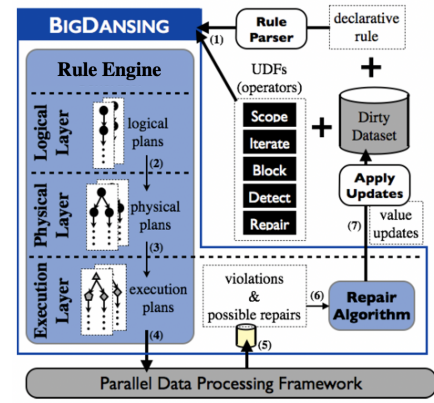 BIGDANSING
(1)
Rule
Parser
declarative
rule
Rule Engine
UDFs
(operators)
Scope
Iterate
Block
Detect
Repair
Dirty
Dataset
Apply
Updates
(7)
value
updates
Logical
Layer
logical
plans
(2)
Physical
Layer
physical
plans
(3)
Execution
Layer
execution
plans
(4)
violations
&
possible repairs
(5)
(6)
Repair
Algorithm
Parallel Data Processing Framework